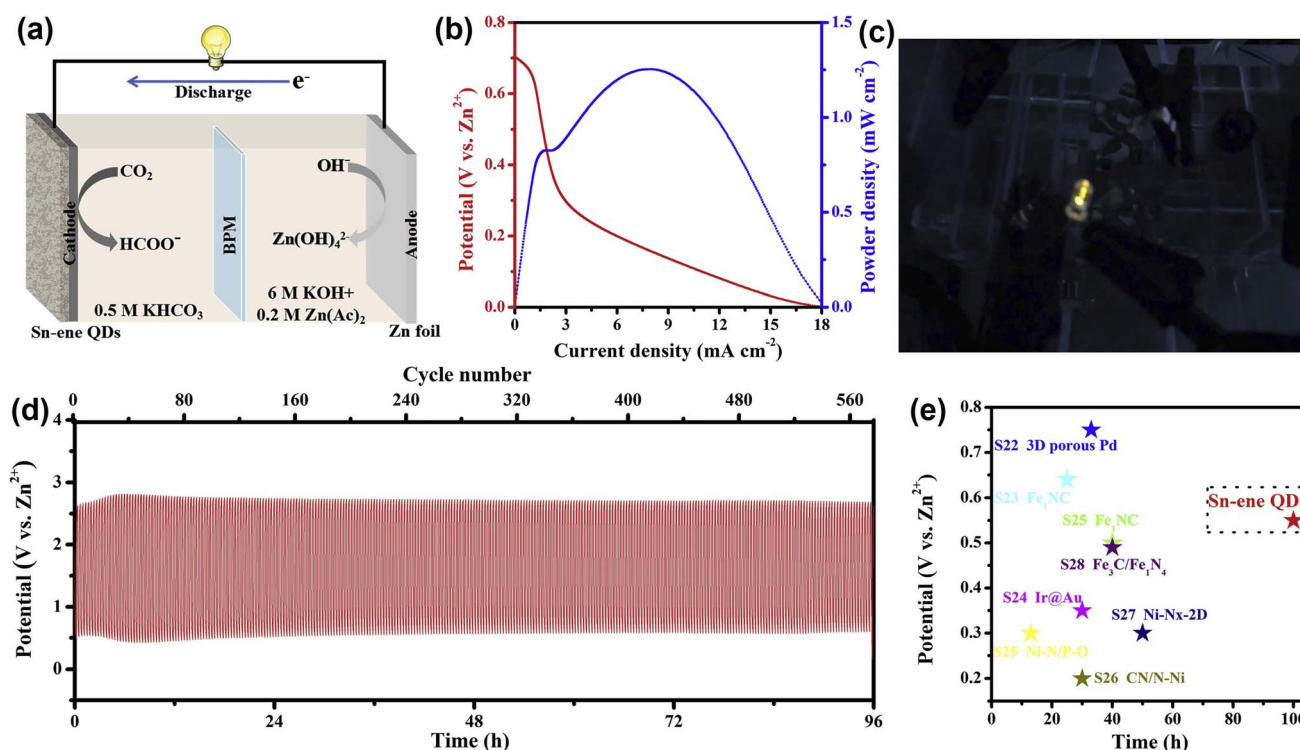 (a)
e⁻
Discharge
Cathode
CO₂
HCOO⁻
0.5 M KHCO₃
Sn-ene QDs
BPM
OH⁻
Zn(OH)₄²⁻
6 M KOH+
0.2 M Zn(Ac)₂
Anode
Zn foil
(b)
Potential (V vs. Zn²⁺)
0.8
0.6
0.4
0.2
0.0
0 3 6 9 12 15 18
Current density (mA cm⁻²)
1.5
1.0
0.5
0.0
Powder density (mW cm⁻²)
(c)
(d)
Cycle number
0 80 160 240 320 400 480 560
Potential (V vs. Zn²⁺)
4
3
2
1
0
0 24 48 72 96
Time (h)
(e)
Potential (V vs. Zn²⁺)
0.8
0.7
0.6
0.5
0.4
0.3
0.2
S22 3D porous Pd
S23 Fe₁NC
Sn-ene QD
S25 Fe₁NC
S28 Fe₃C/Fe₁N₄
S24 Ir@Au
S27 Ni-Nx-2D
S25 Ni-N/P-O
S26 CN/N-Ni
0 20 40 60 80 100
Time (h)